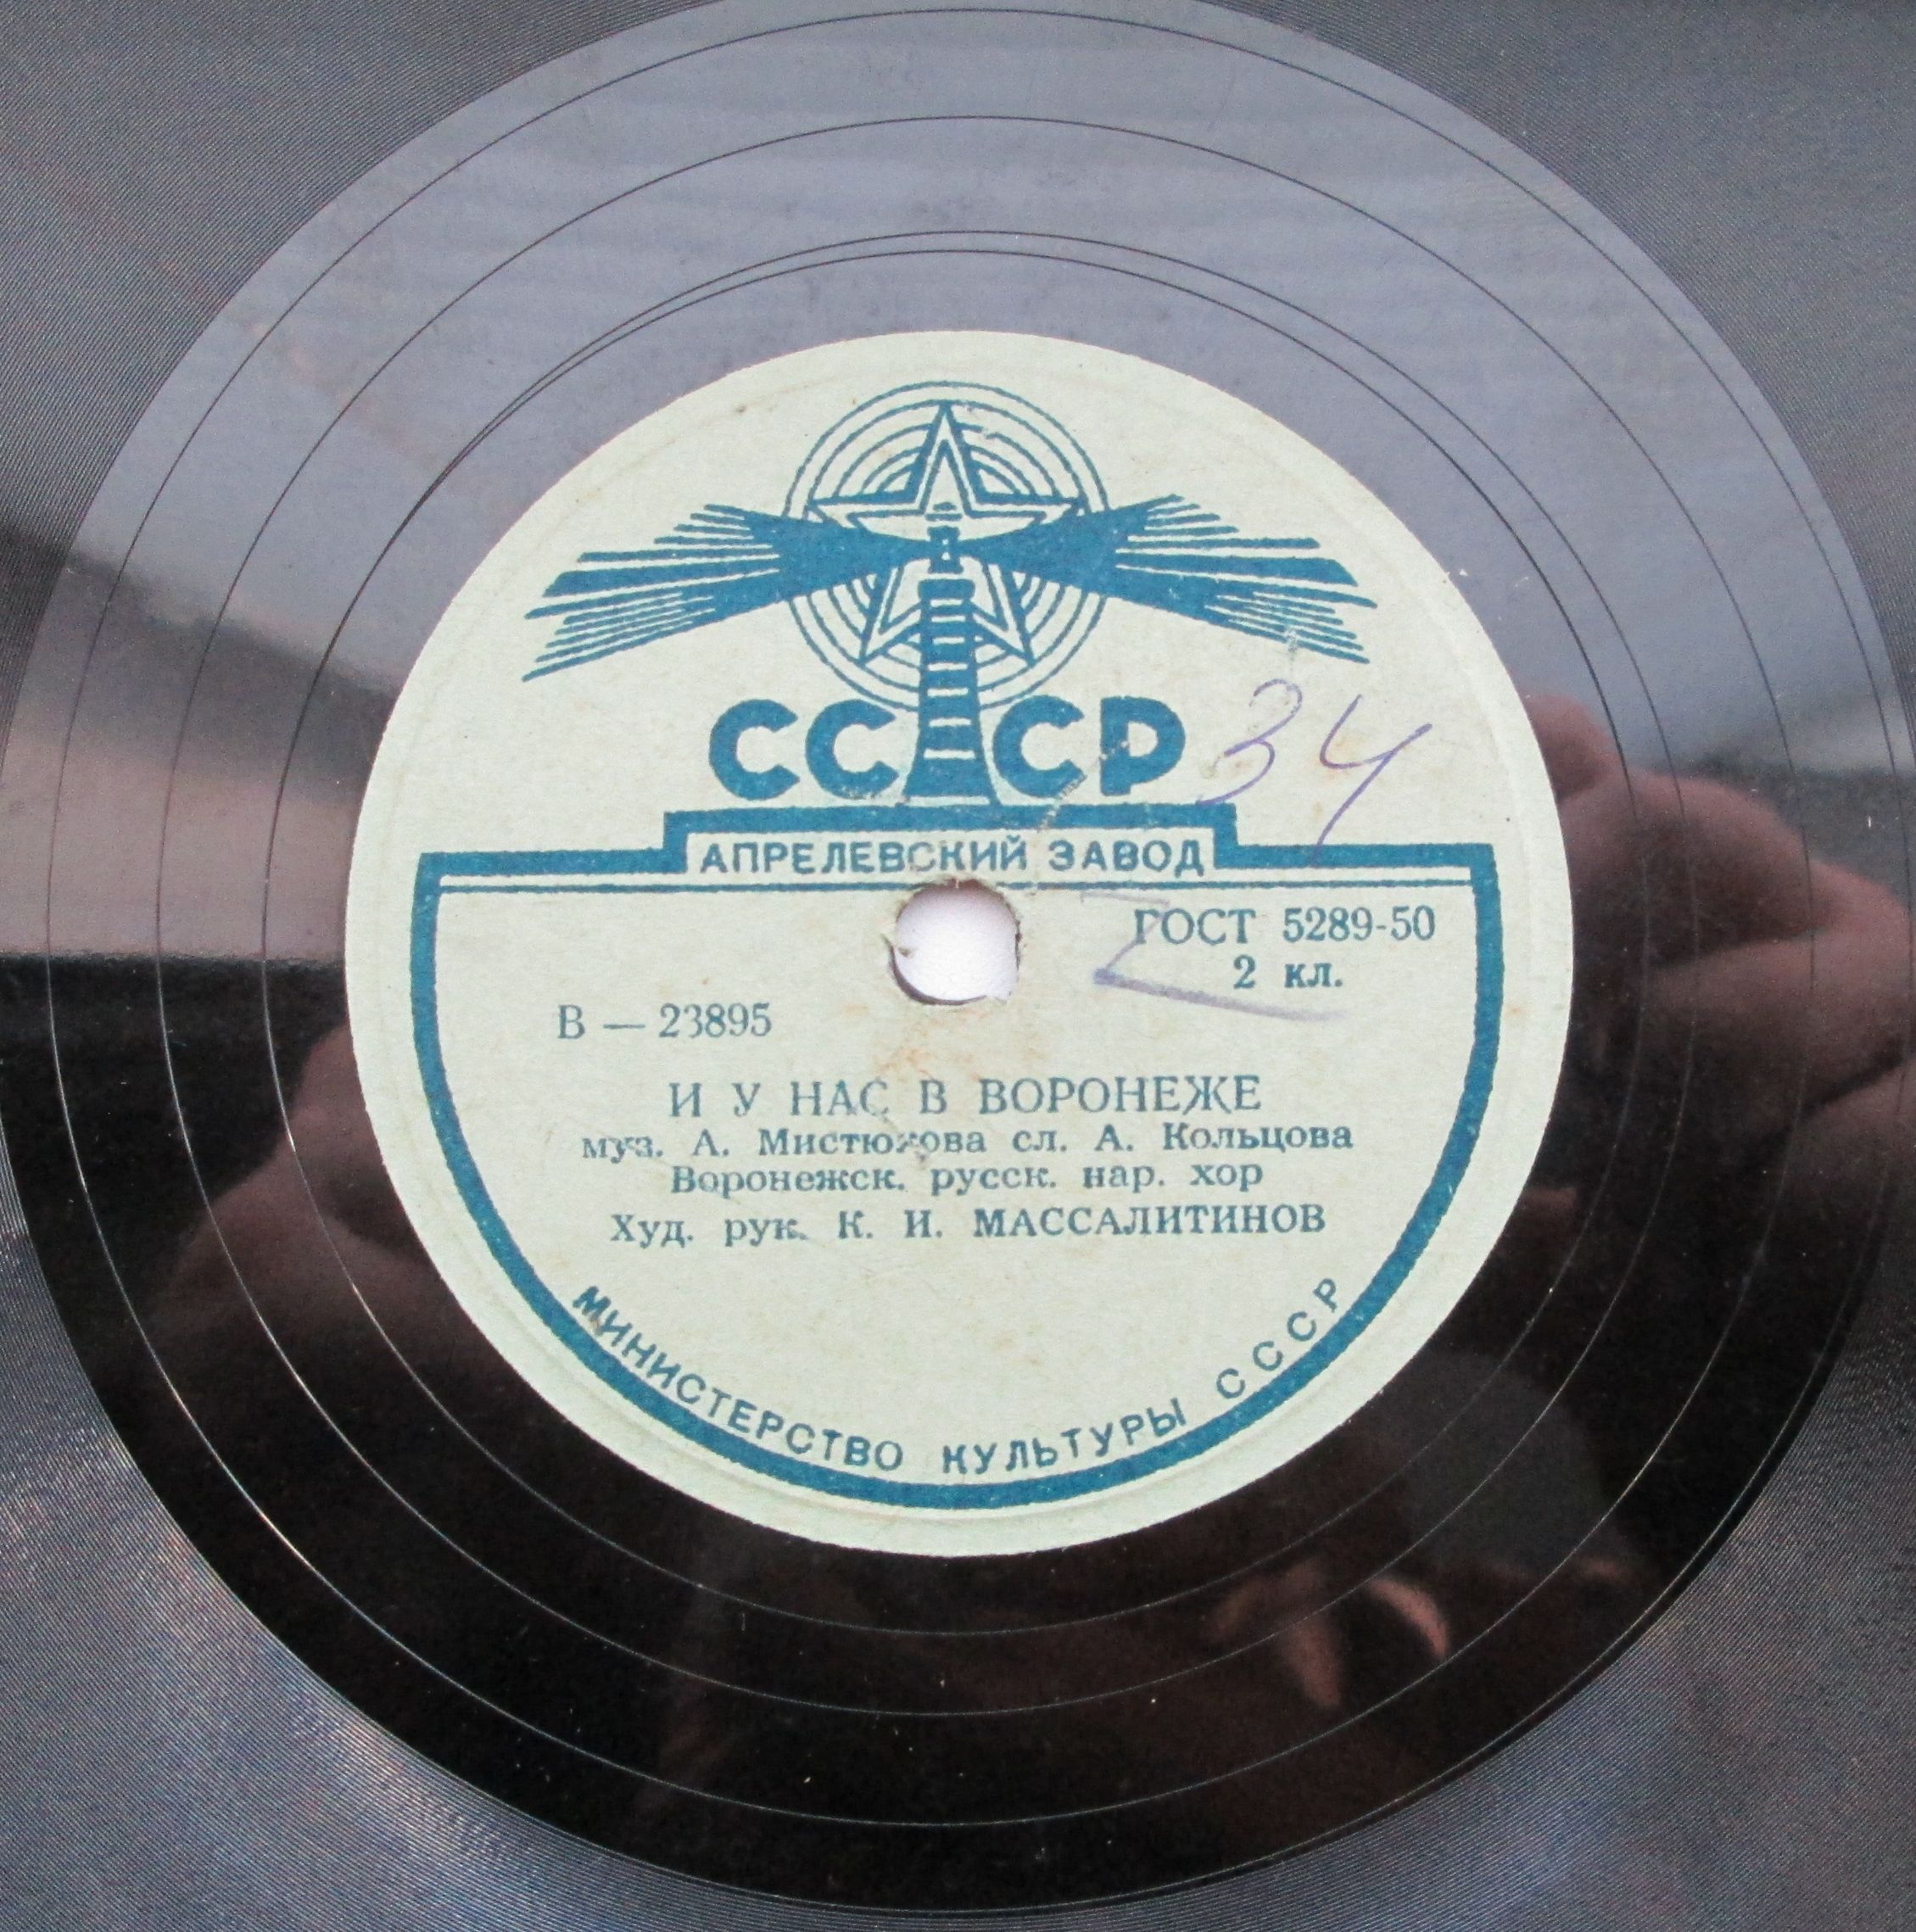 СССР
34
АПРЕЛЕВСКИЙ ЗАВОД
ГОСТ 5289-50
2 кл.
В — 23895
И У НАС В ВОРОНЕЖЕ
муз. А. Мистюкова сл. А. Кольцова
Воронежск. русск. нар. хор
Худ. рук. К. И. МАССАЛИТИНОВ
МИНИСТЕРСТВО КУЛЬТУРЫ СССР